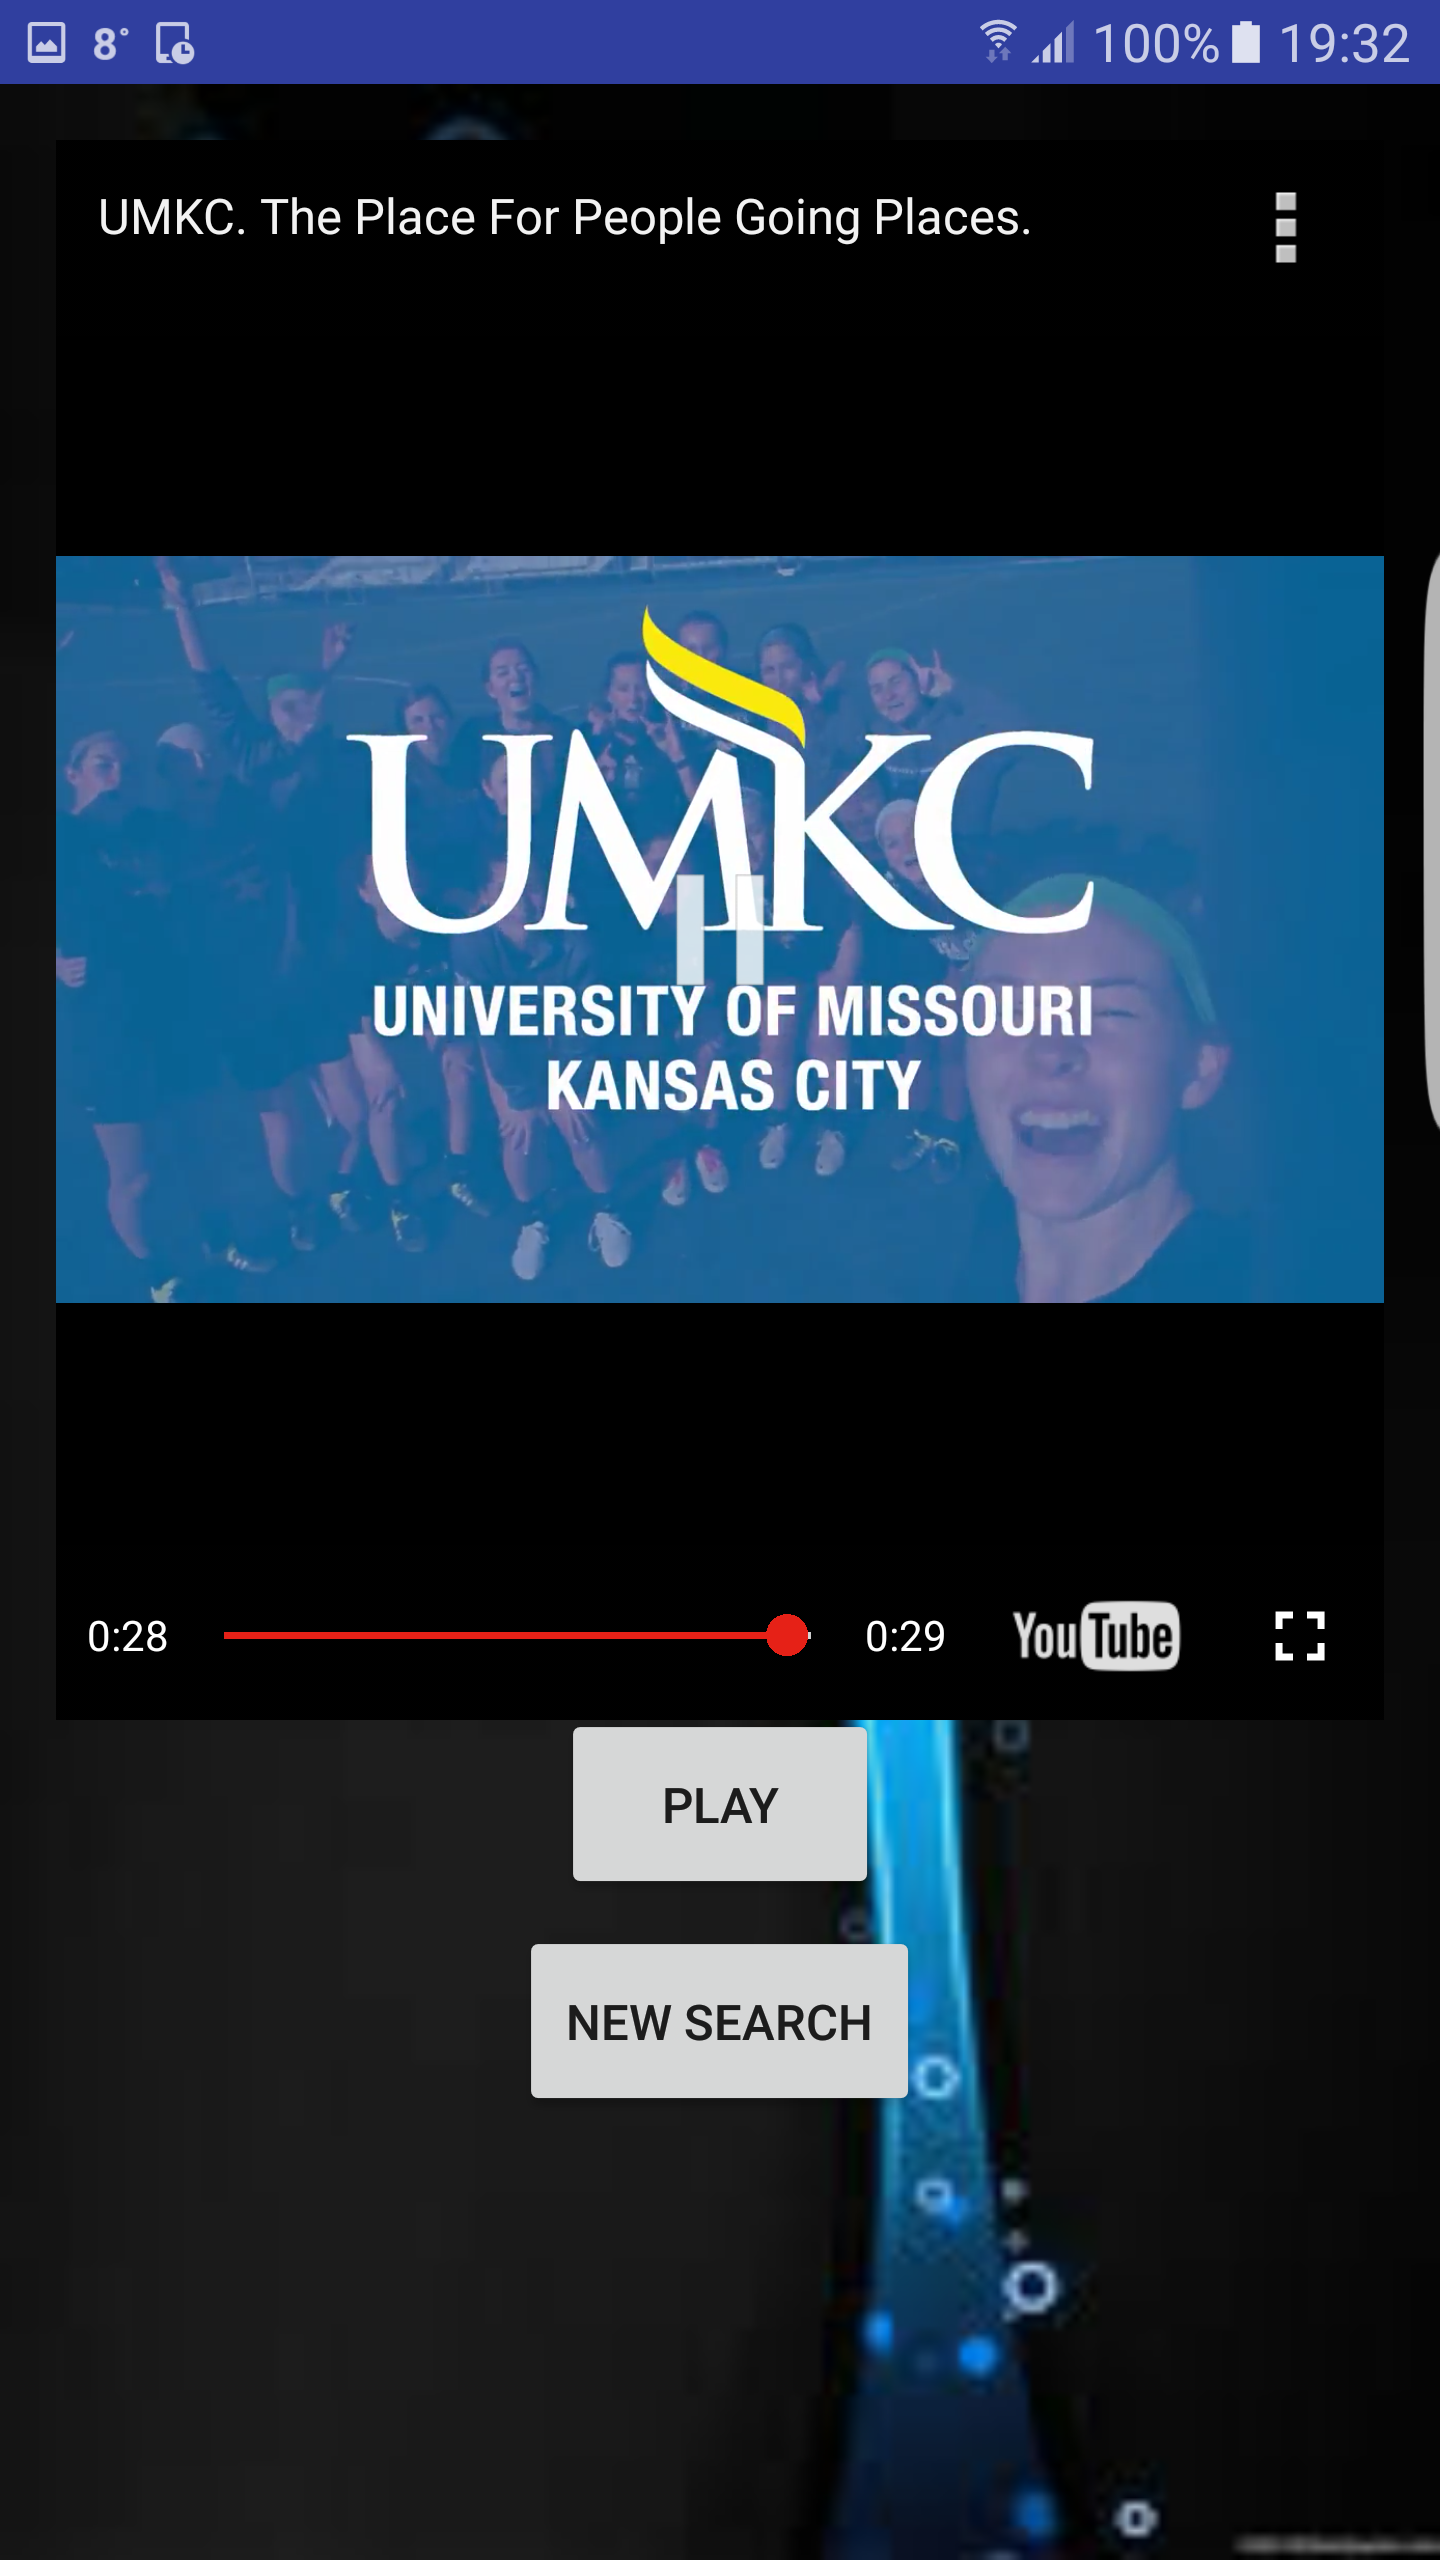 8° 100% 19:32
UMKC. The Place For People Going Places.
UMKC
UNIVERSITY OF MISSOURI
KANSAS CITY
0:28 0:29 YouTube
PLAY
NEW SEARCH